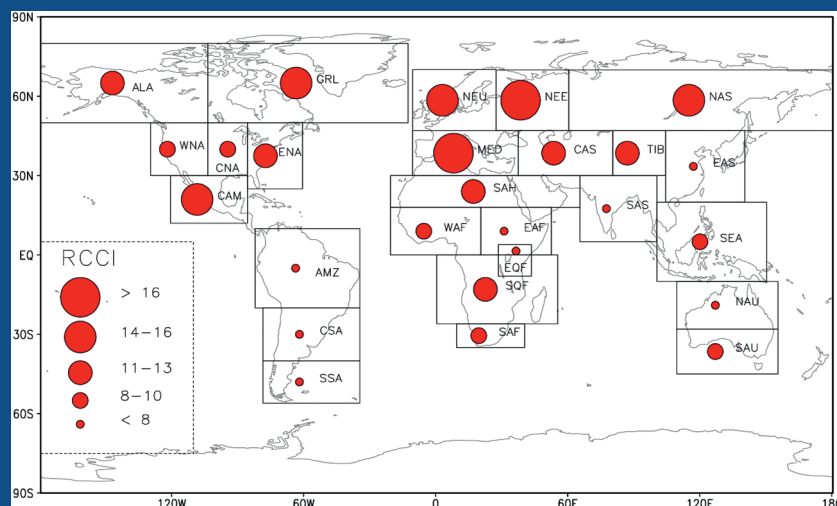 90N
60N
30N
EQ
30S
60S
90S
120W
60W
0
60E
120E
180
ALA
GRL
NEU
NEE
NAS
WNA
CNA
ENA
MED
CAS
TIB
EAS
CAM
SAH
SAS
WAF
EAF
SEA
EQF
AMZ
SQF
NAU
CSA
SAF
SAU
SSA
RCCI
> 16
14–16
11–13
8–10
< 8